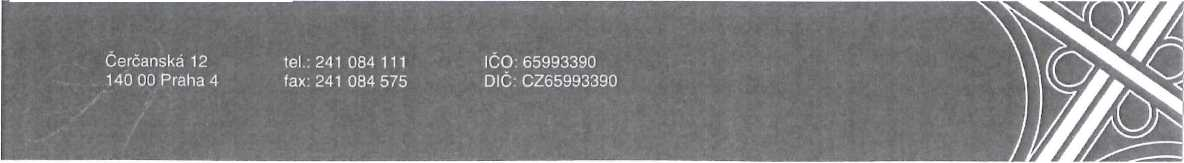 Čerčanská 12 tel.: 241 084 111 IČO: 65993390
140 00 Praha 4 fax: 241 084 575 DIČ: CZ65993390